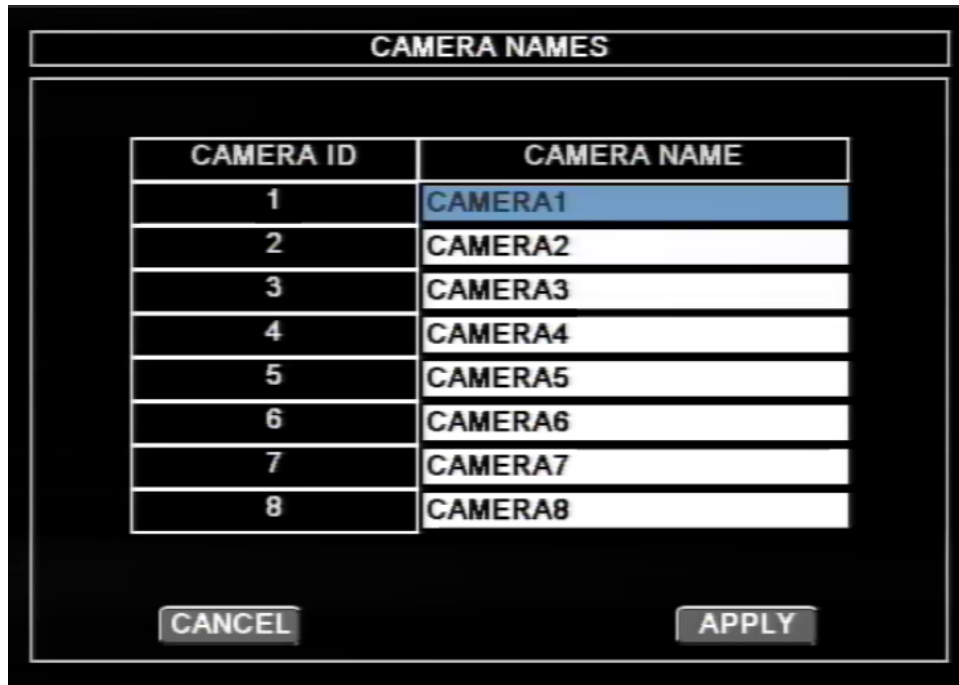 CAMERA NAMES
CAMERA ID CAMERA NAME
1 CAMERA1
2 CAMERA2
3 CAMERA3
4 CAMERA4
5 CAMERA5
6 CAMERA6
7 CAMERA7
8 CAMERA8
CANCEL APPLY